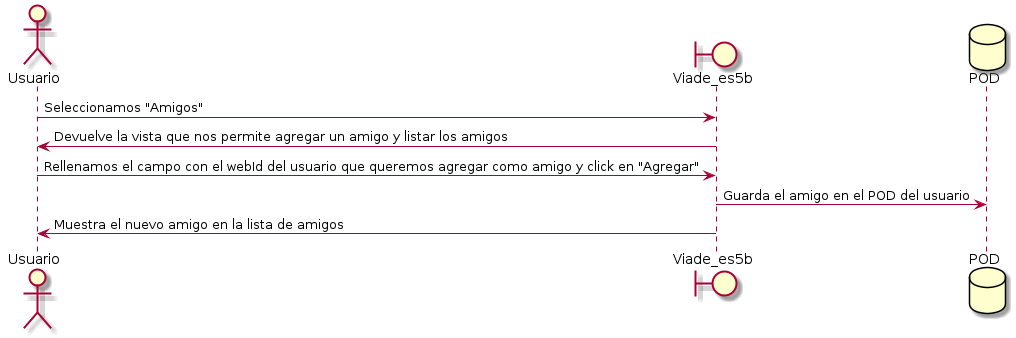 Usuario
Viade_es5b
POD
Seleccionamos "Amigos"
Devuelve la vista que nos permite agregar un amigo y listar los amigos
Rellenamos el campo con el webId del usuario que queremos agregar como amigo y click en "Agregar"
Guarda el amigo en el POD del usuario
Muestra el nuevo amigo en la lista de amigos
Usuario
Viade_es5b
POD